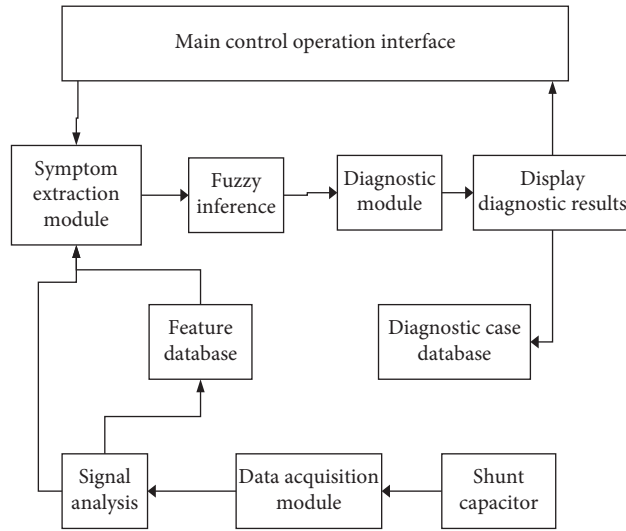 Main control operation interface
Symptom
extraction
module
Fuzzy
inference
Diagnostic
module
Display
diagnostic results
Feature
database
Diagnostic case
database
Signal
analysis
Data acquisition
module
Shunt
capacitor